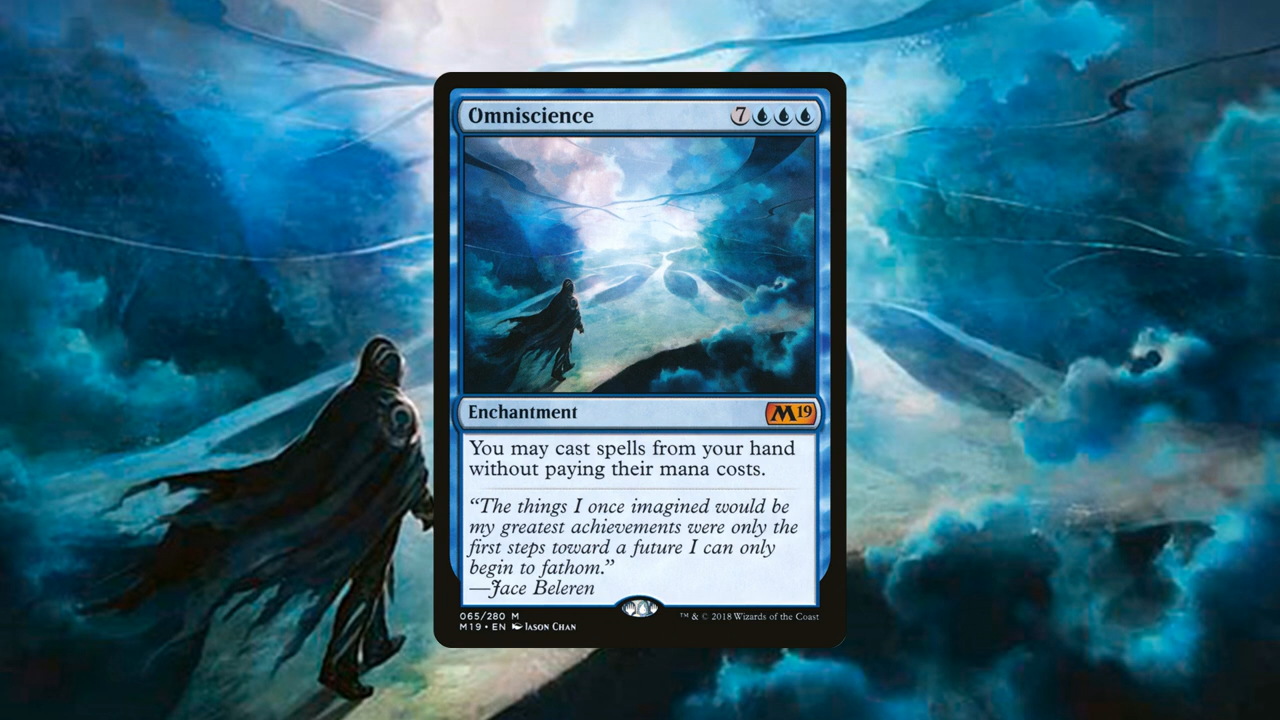 Omniscience 7
Enchantment M19
You may cast spells from your hand
without paying their mana costs.
“The things I once imagined would be
my greatest achievements were only the
first steps toward a future I can only
begin to fathom.”
—Jace Beleren
065/280 M
M19 • EN Jason Chan
™ & © 2018 Wizards of the Coast